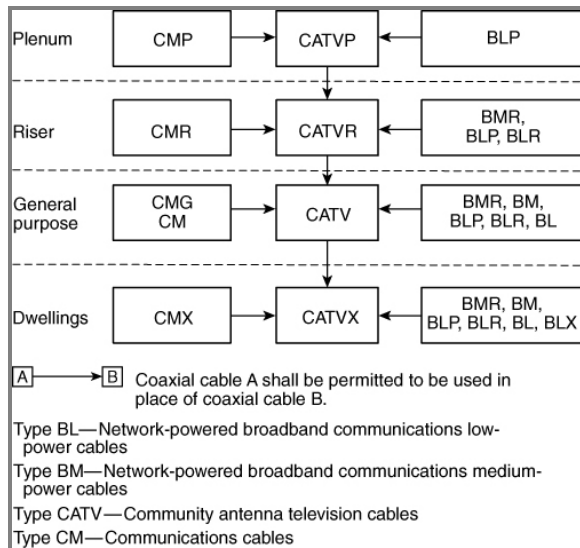 Plenum
CMP
CATVP
BLP
Riser
CMR
CATVR
BMR,
BLP, BLR
General
purpose
CMG
CM
CATV
BMR, BM,
BLP, BLR, BL
Dwellings
CMX
CATVX
BMR, BM,
BLP, BLR, BL, BLX
A
B
Coaxial cable A shall be permitted to be used in
place of coaxial cable B.
Type BL—Network-powered broadband communications low-
power cables
Type BM—Network-powered broadband communications medium-
power cables
Type CATV—Community antenna television cables
Type CM—Communications cables